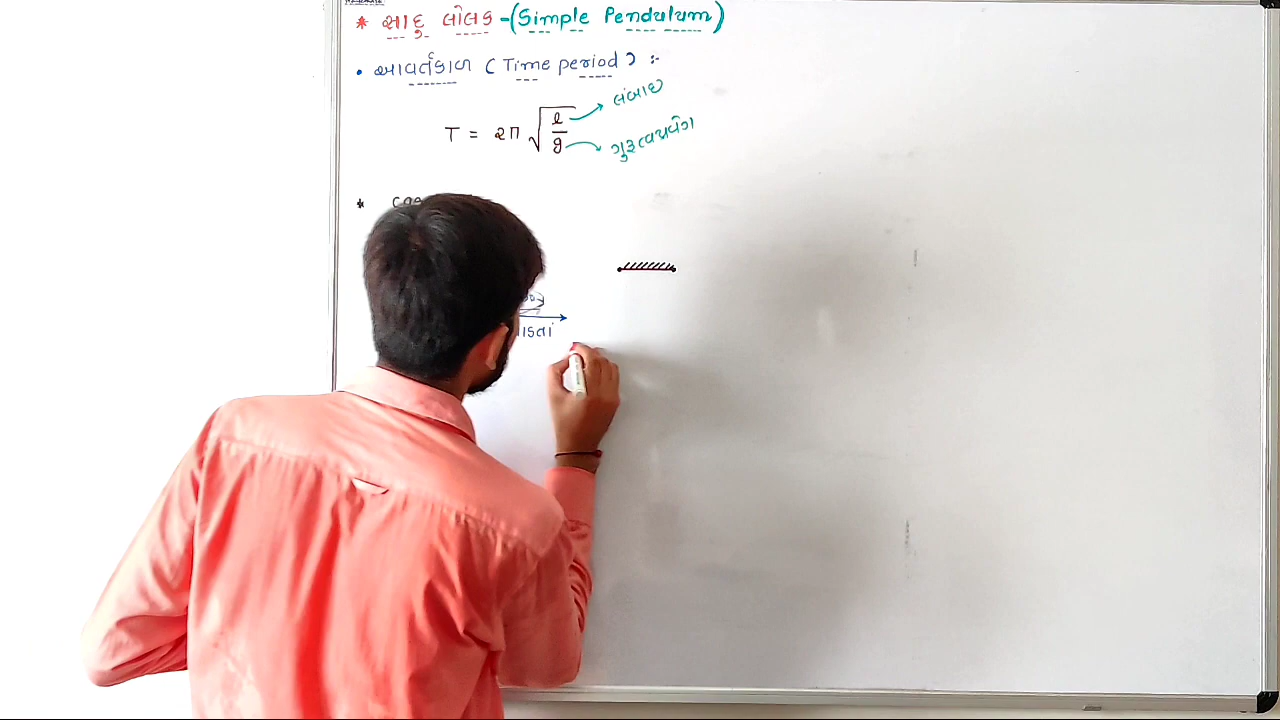 * સાદુ લોલક - (Simple Pendulum)
• આવર્તકાળ ( Time period ) :-
T = 2π √ l/g
લંબાઇ
ગુરુત્વપ્રવેગ
*